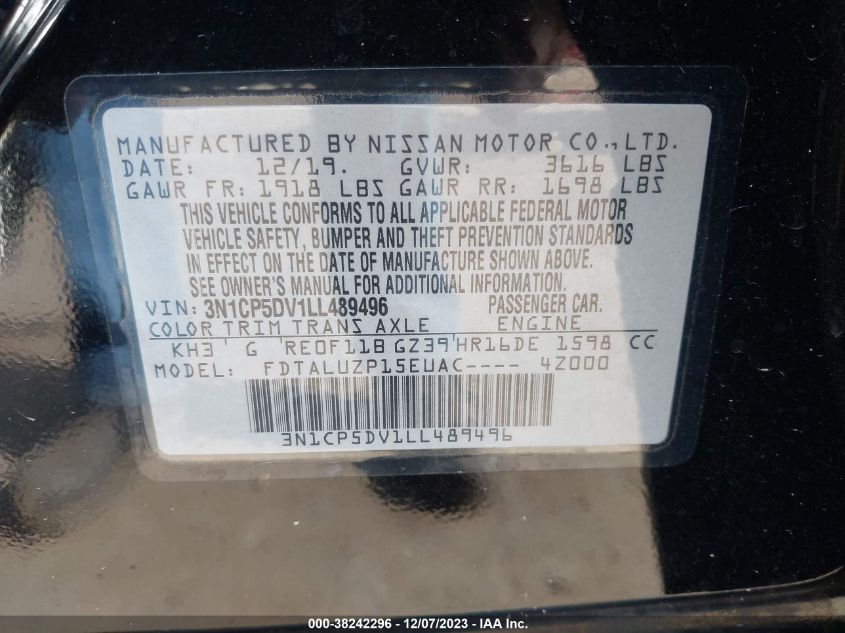 MANUFACTURED BY NISSAN MOTOR CO.,LTD.
DATE: 12/19. GVWR: 3616 LBS
GAWR FR: 1918 LBS GAWR RR: 1698 LBS
THIS VEHICLE CONFORMS TO ALL APPLICABLE FEDERAL MOTOR
VEHICLE SAFETY, BUMPER AND THEFT PREVENTION STANDARDS
IN EFFECT ON THE DATE OF MANUFACTURE SHOWN ABOVE.
SEE OWNER'S MANUAL FOR ADDITIONAL INFORMATION
VIN: 3N1CP5DV1LL489496 PASSENGER CAR.
COLOR TRIM TRANS AXLE ENGINE
KH3 ' G 'RE0F11B GZ39'HR16DE 1598 CC
MODEL: FDTALUZP15EUAC---- 4Z000
3N1CP5DV1LL489496
000-38242296 - 12/07/2023 - IAA Inc.